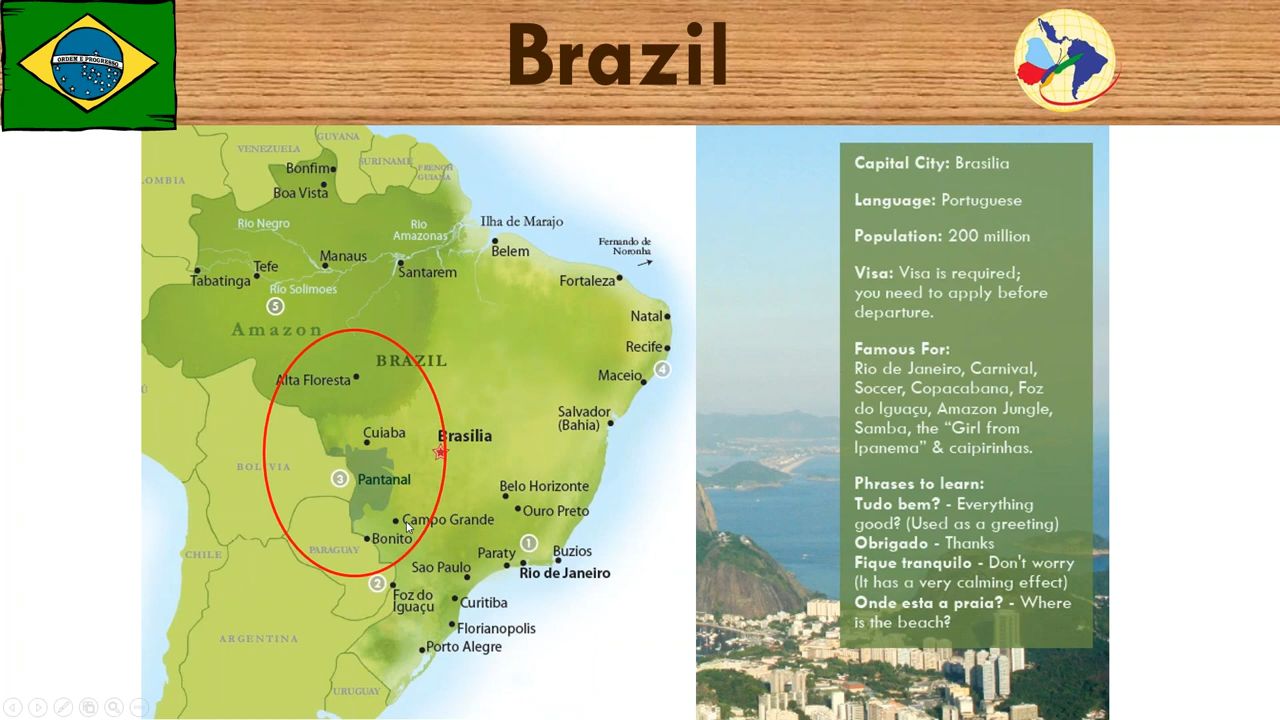 Brazil
ORDEM E PROGRESSO
GUYANA
VENEZUELA
SURINAME
FRENCH
GUIANA
LOMBIA
Bonfim
Boa Vista
Rio Negro
Rio
Amazonas
Ilha de Marajo
Belem
Fernando de
Noronha
Manaus
Tefe
Tabatinga
Santarem
Rio Solimoes
Fortaleza
5
Amazon
Natal
BRAZIL
Recife
Alta Floresta
Maceio
4
Salvador
(Bahia)
Cuiaba
Brasilia
BOLIVIA
3
Pantanal
Belo Horizonte
Ouro Preto
Campo Grande
Bonito
PARAGUAY
CHILE
1
Paraty
Buzios
Sao Paulo
Rio de Janeiro
2
Foz do
Iguaçu
Curitiba
Florianopolis
ARGENTINA
Porto Alegre
URUGUAY
Capital City: Brasilia
Language: Portuguese
Population: 200 million
Visa: Visa is required;
you need to apply before
departure.
Famous For:
Rio de Janeiro, Carnival,
Soccer, Copacabana, Foz
do Iguaçu, Amazon Jungle,
Samba, the “Girl from
Ipanema” & caipirinhas.
Phrases to learn:
Tudo bem? - Everything
good? (Used as a greeting)
Obrigado - Thanks
Fique tranquilo - Don't worry
(It has a very calming effect)
Onde esta a praia? - Where
is the beach?